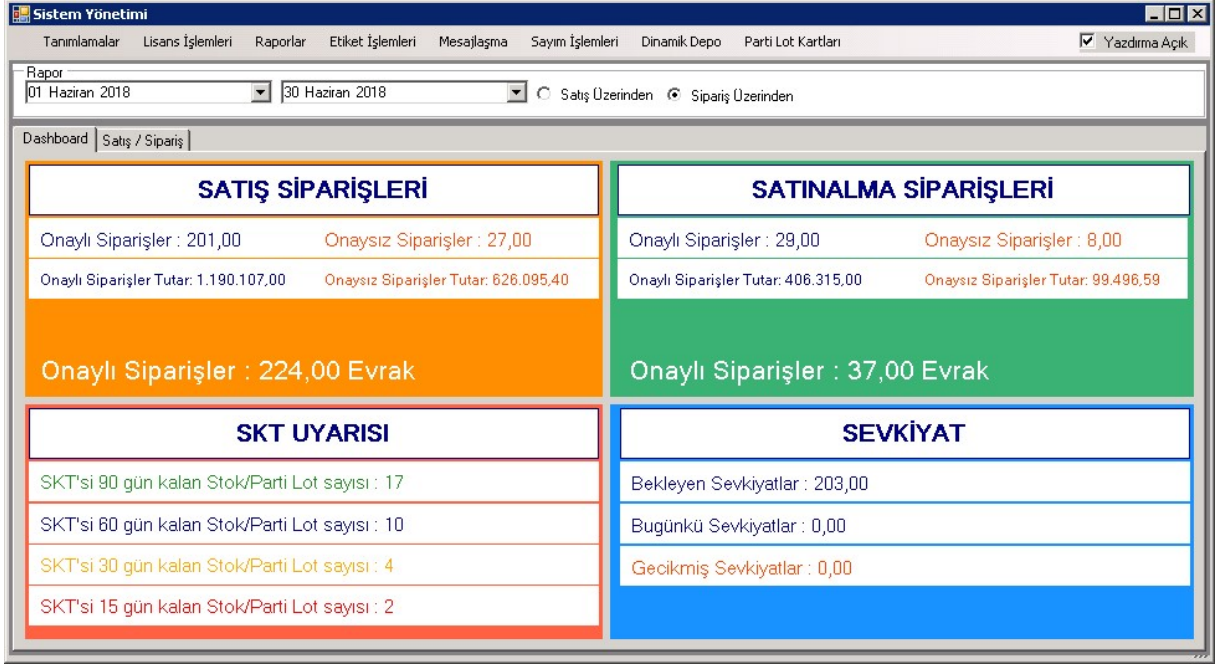 Sistem Yönetimi
Tanımlamalar Lisans İşlemleri Raporlar Etiket İşlemleri Mesajlaşma Sayım İşlemleri Dinamik Depo Parti Lot Kartları Yazdırma Açık
Rapor
01 Haziran 2018 30 Haziran 2018 Satış Üzerinden Sipariş Üzerinden
Dashboard Satış / Sipariş
SATIŞ SİPARİŞLERİ
Onaylı Siparişler : 201,00 Onaysız Siparişler : 27,00
Onaylı Siparişler Tutar: 1.190.107,00 Onaysız Siparişler Tutar: 626.095,40
Onaylı Siparişler : 224,00 Evrak
SATINALMA SİPARİŞLERİ
Onaylı Siparişler : 29,00 Onaysız Siparişler : 8,00
Onaylı Siparişler Tutar: 406.315,00 Onaysız Siparişler Tutar: 99.496,59
Onaylı Siparişler : 37,00 Evrak
SKT UYARISI
SKT'si 90 gün kalan Stok/Parti Lot sayısı : 17
SKT'si 60 gün kalan Stok/Parti Lot sayısı : 10
SKT'si 30 gün kalan Stok/Parti Lot sayısı : 4
SKT'si 15 gün kalan Stok/Parti Lot sayısı : 2
SEVKİYAT
Bekleyen Sevkiyatlar : 203,00
Bugünkü Sevkiyatlar : 0,00
Gecikmiş Sevkiyatlar : 0,00